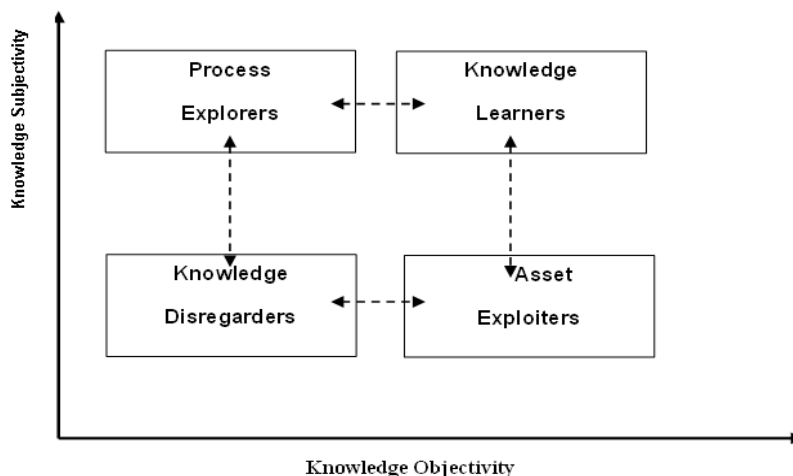 Knowledge Subjectivity
Process
Explorers
Knowledge
Learners
Knowledge
Disregarders
Asset
Exploiters
Knowledge Objectivity